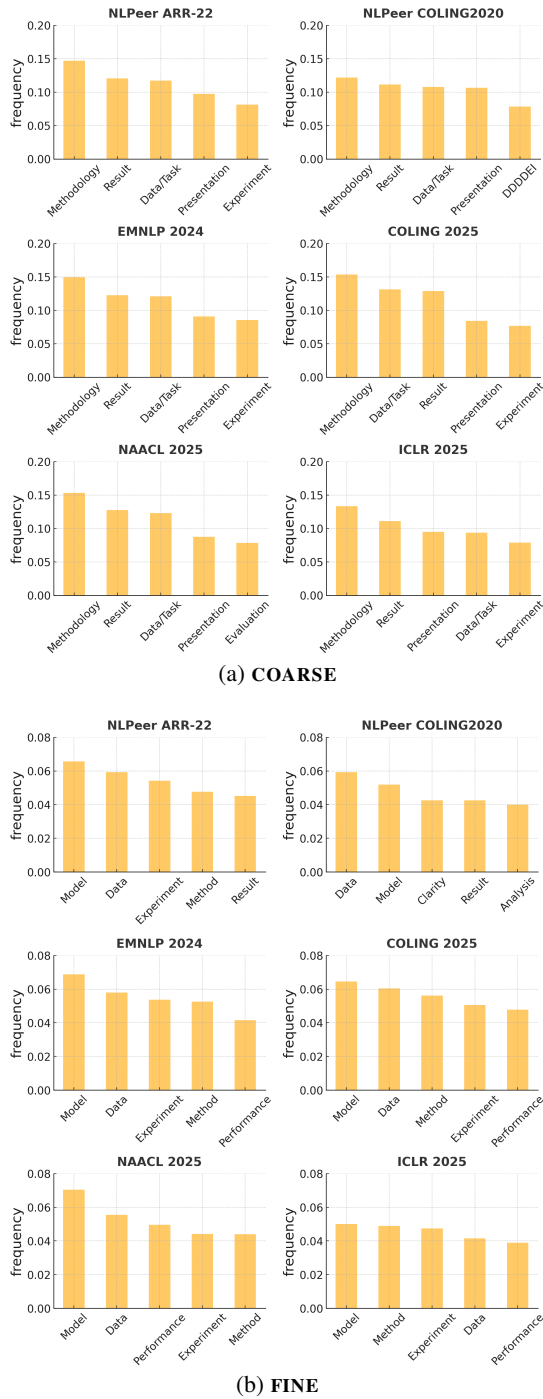 NLPeer ARR-22
frequency
0.20
0.15
0.10
0.05
0.00
Methodology
Result
Data/Task
Presentation
Experiment
NLPeer COLING2020
frequency
0.20
0.15
0.10
0.05
0.00
Methodology
Result
Data/Task
Presentation
DDDDEI
EMNLP 2024
frequency
0.20
0.15
0.10
0.05
0.00
Methodology
Result
Data/Task
Presentation
Experiment
COLING 2025
frequency
0.20
0.15
0.10
0.05
0.00
Methodology
Data/Task
Result
Presentation
Experiment
NAACL 2025
frequency
0.20
0.15
0.10
0.05
0.00
Methodology
Result
Data/Task
Presentation
Evaluation
ICLR 2025
frequency
0.20
0.15
0.10
0.05
0.00
Methodology
Result
Presentation
Data/Task
Experiment
(a) COARSE
NLPeer ARR-22
frequency
0.08
0.06
0.04
0.02
0.00
Model
Data
Experiment
Method
Result
NLPeer COLING2020
frequency
0.08
0.06
0.04
0.02
0.00
Data
Model
Clarity
Result
Analysis
EMNLP 2024
frequency
0.08
0.06
0.04
0.02
0.00
Model
Data
Experiment
Method
Performance
COLING 2025
frequency
0.08
0.06
0.04
0.02
0.00
Model
Data
Method
Experiment
Performance
NAACL 2025
frequency
0.08
0.06
0.04
0.02
0.00
Model
Data
Performance
Experiment
Method
ICLR 2025
frequency
0.08
0.06
0.04
0.02
0.00
Model
Method
Experiment
Data
Performance
(b) FINE